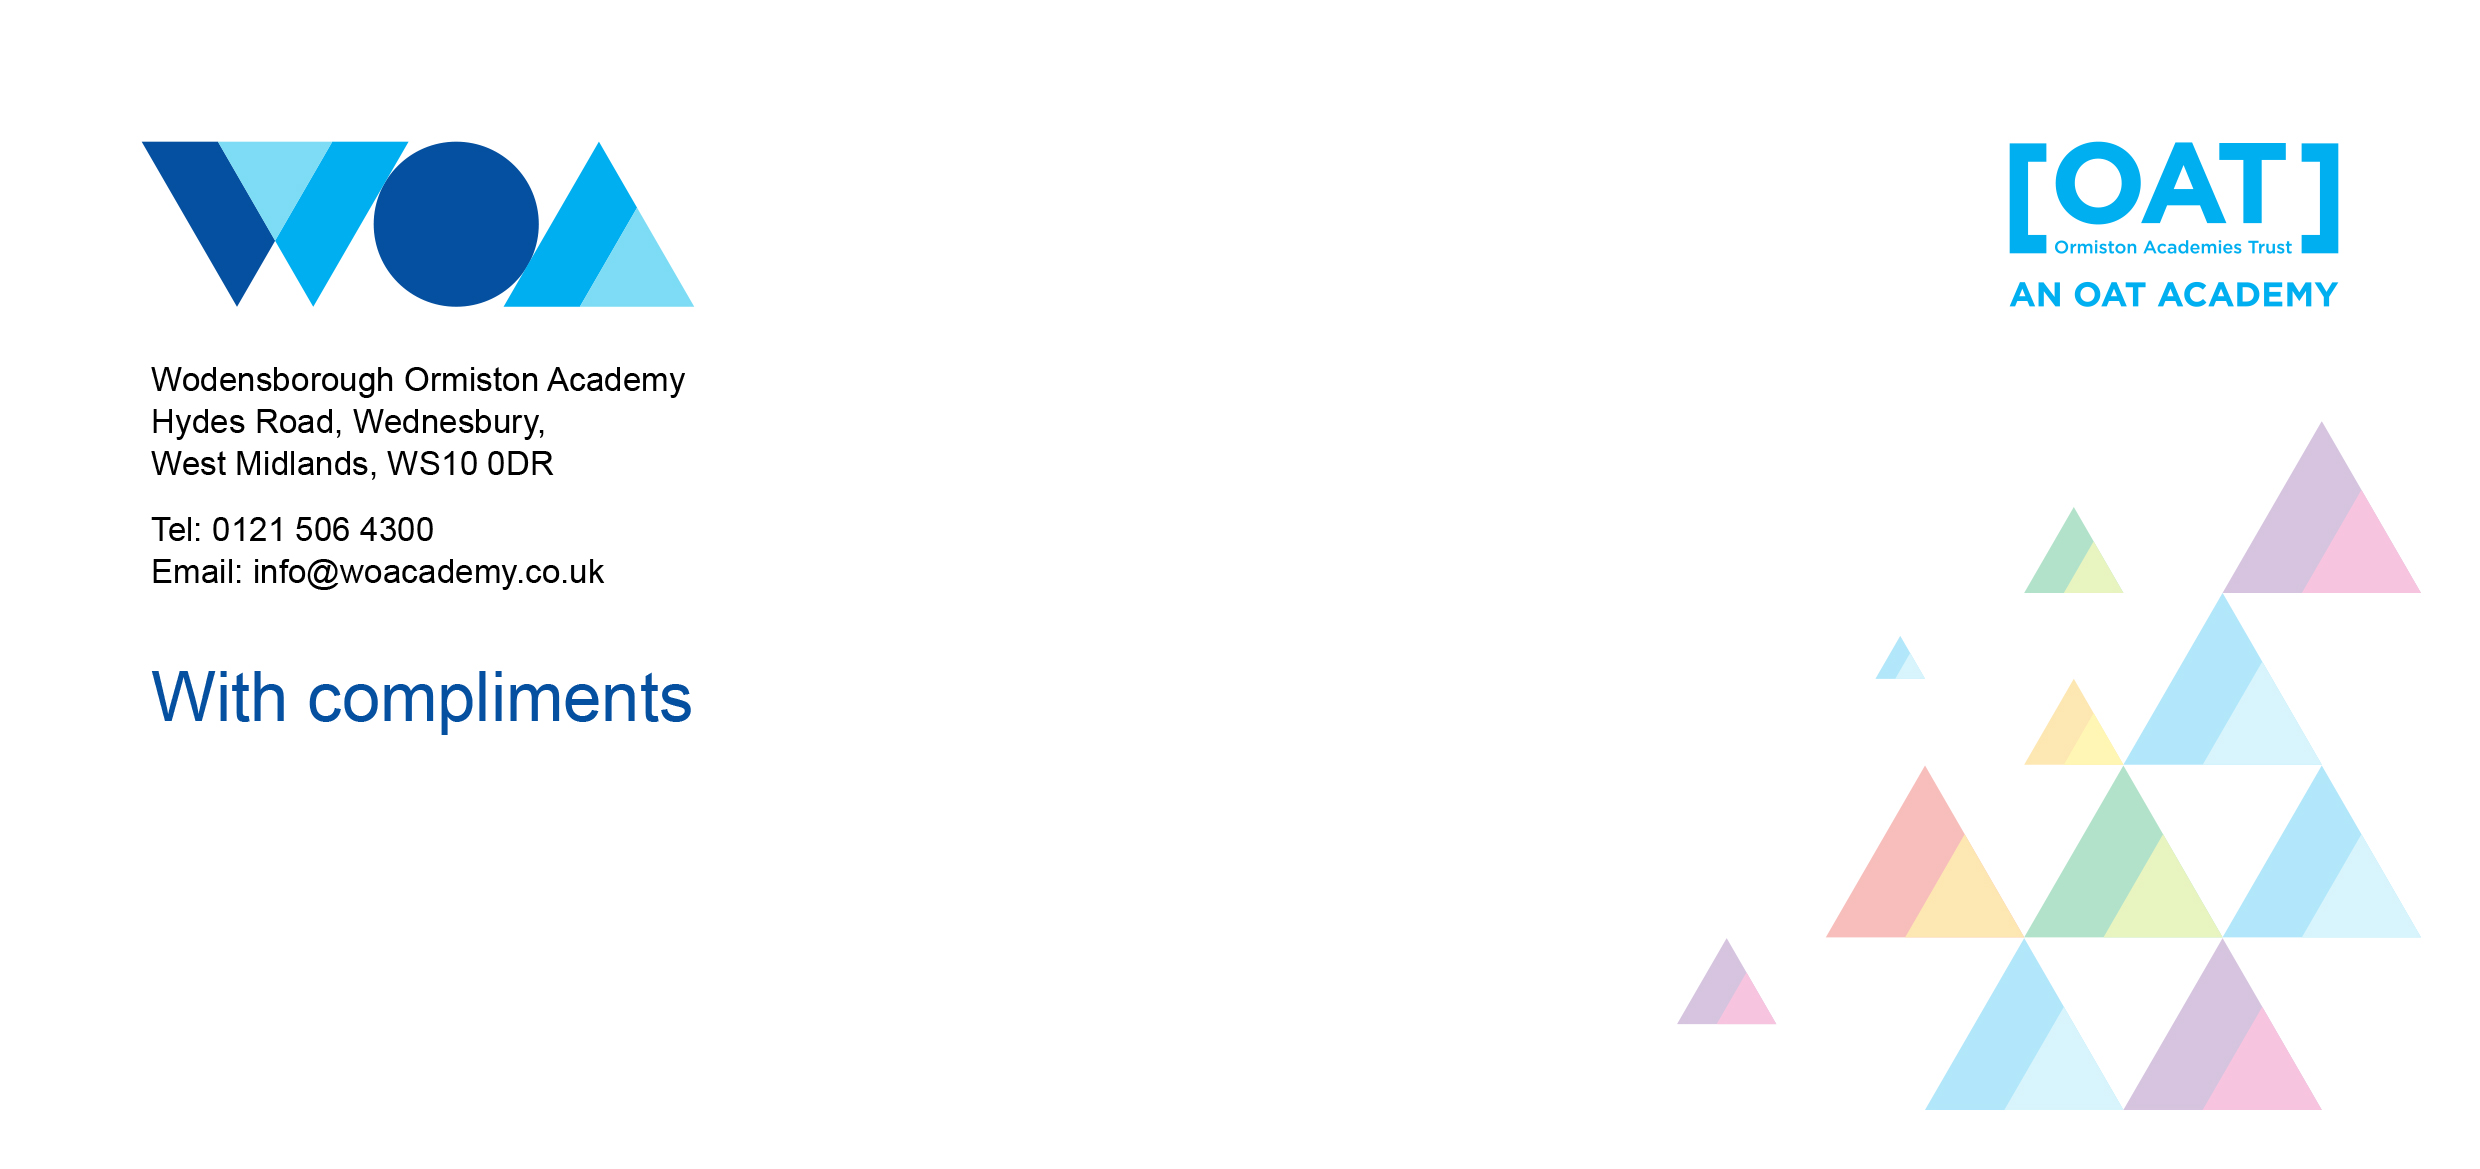 WOA
[OAT]
Ormiston Academies Trust
AN OAT ACADEMY
Wodensborough Ormiston Academy
Hydes Road, Wednesbury,
West Midlands, WS10 0DR
Tel: 0121 506 4300
Email: info@woacademy.co.uk
With compliments